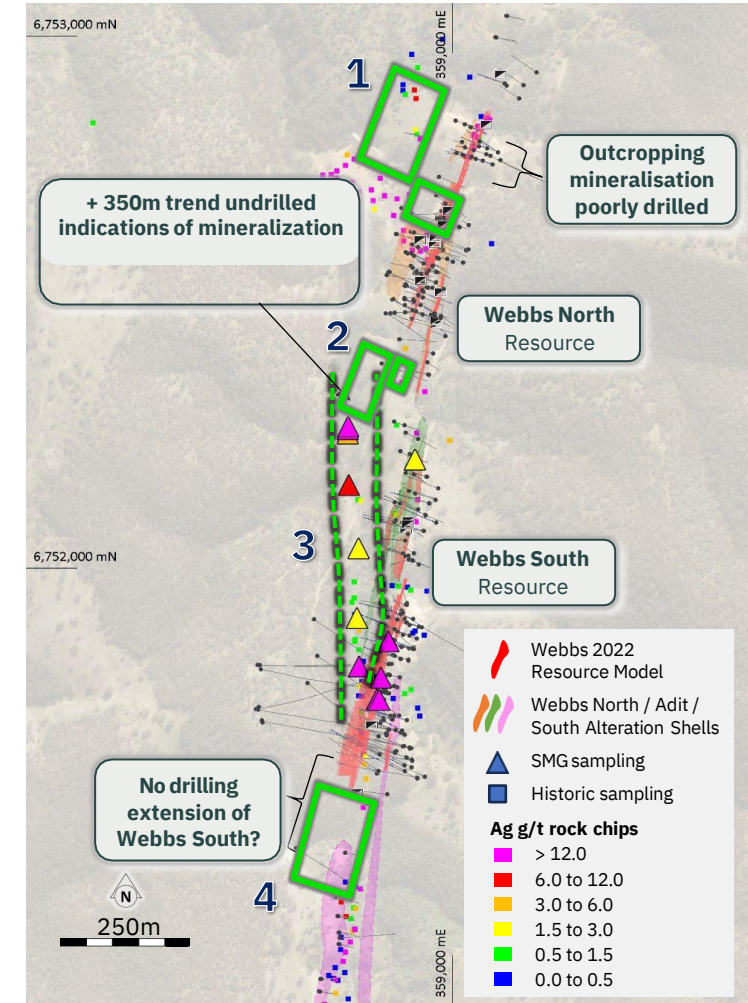 6,753,000 mN
359,000 mE
1
Outcropping
mineralisation
poorly drilled
+ 350m trend undrilled
indications of mineralization
Webbs North
Resource
2
3
6,752,000 mN
Webbs South
Resource
Webbs 2022
Resource Model
Webbs North / Adit /
South Alteration Shells
SMG sampling
Historic sampling
Ag g/t rock chips
> 12.0
6.0 to 12.0
3.0 to 6.0
1.5 to 3.0
0.5 to 1.5
0.0 to 0.5
No drilling
extension of
Webbs South?
4
N
250m
359,000 mE